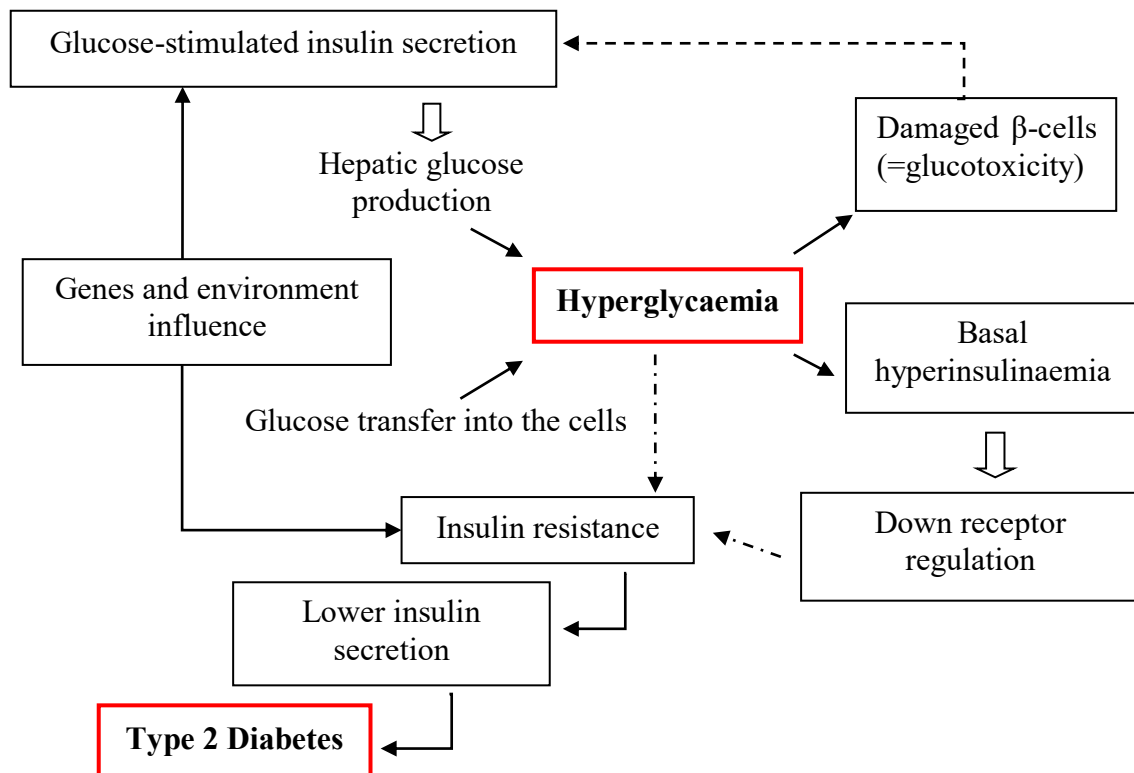 Glucose-stimulated insulin secretion
Damaged β-cells
(=glucotoxicity)
Hepatic glucose
production
Genes and environment
influence
Hyperglycaemia
Basal
hyperinsulinaemia
Glucose transfer into the cells
Insulin resistance
Down receptor
regulation
Lower insulin
secretion
Type 2 Diabetes